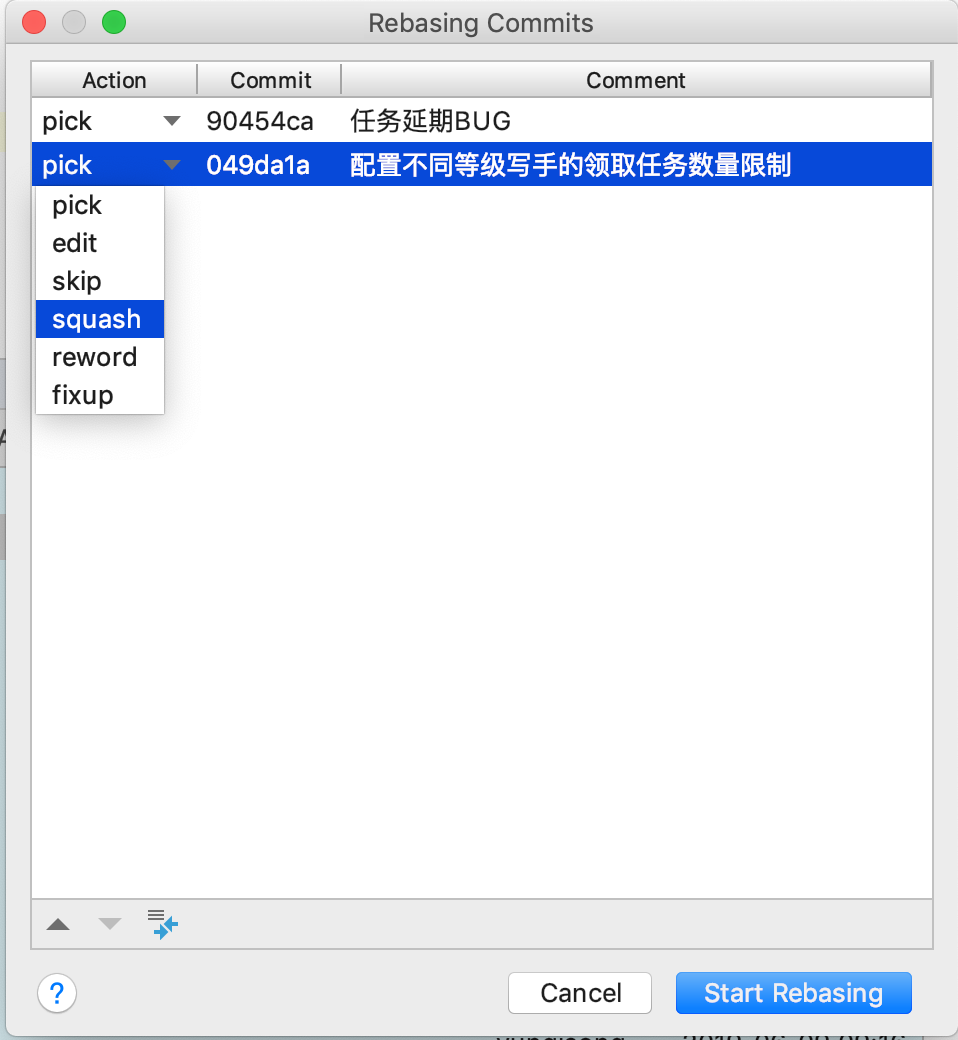 Rebasing Commits
Action Commit Comment
pick 90454ca 任务延期BUG
pick 049da1a 配置不同等级写手的领取任务数量限制
pick
edit
skip
squash
reword
fixup
?
Cancel Start Rebasing